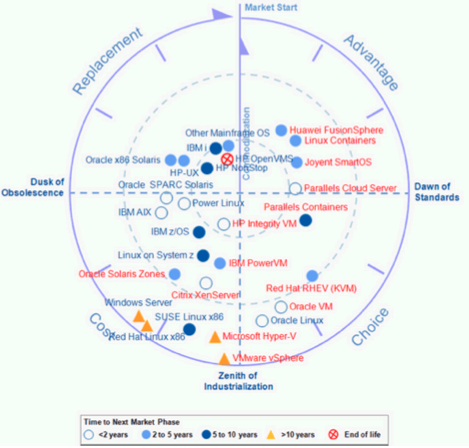 Market Start
Replacement
Advantage
Other Mainframe OS
Huawei FusionSphere
Linux Containers
IBM i
HP OpenVMS
Oracle x86 Solaris
HP-UX
HP NonStop
Joyent SmartOS
Dusk of
Obsolescence
Oracle SPARC Solaris
Parallels Cloud Server
Dawn of
Standards
Power Linux
IBM AIX
Parallels Containers
HP Integrity VM
IBM z/OS
Linux on System z
IBM PowerVM
Oracle Solaris Zones
Red Hat RHEV (KVM)
Citrix XenServer
Windows Server
Oracle VM
SUSE Linux x86
Oracle Linux
Cost
Choice
Red Hat Linux x86
Microsoft Hyper-V
VMware vSphere
Zenith of
Industrialization
Time to Next Market Phase
<2 years
2 to 5 years
5 to 10 years
>10 years
End of life